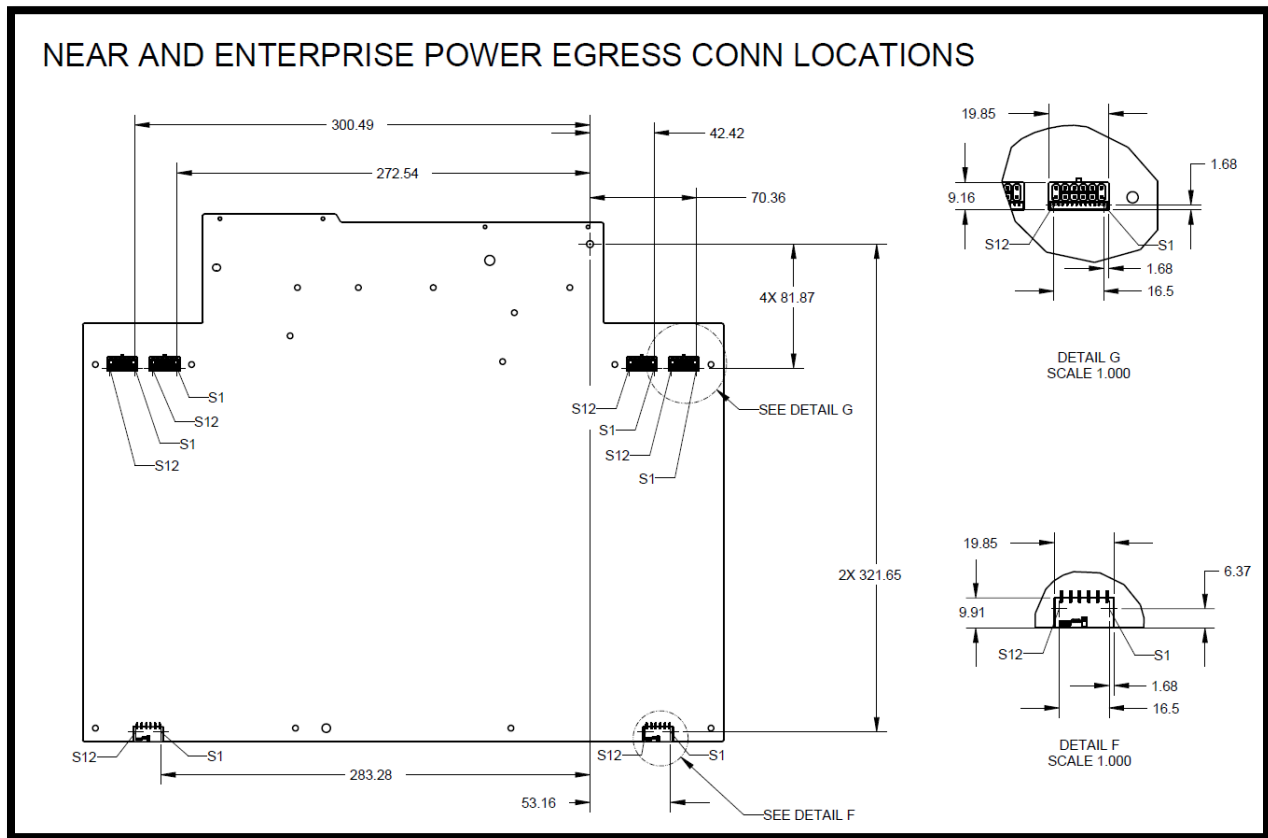 NEAR AND ENTERPRISE POWER EGRESS CONN LOCATIONS
300.49
42.42
272.54
70.36
4X 81.87
S1
S12
S1
S12
S12
S1
S12
S1
SEE DETAIL G
2X 321.65
S12
S1
S12
S1
283.28
53.16
SEE DETAIL F
19.85
1.68
9.16
S12
S1
1.68
16.5
DETAIL G
SCALE 1.000
19.85
6.37
9.91
S12
S1
1.68
16.5
DETAIL F
SCALE 1.000